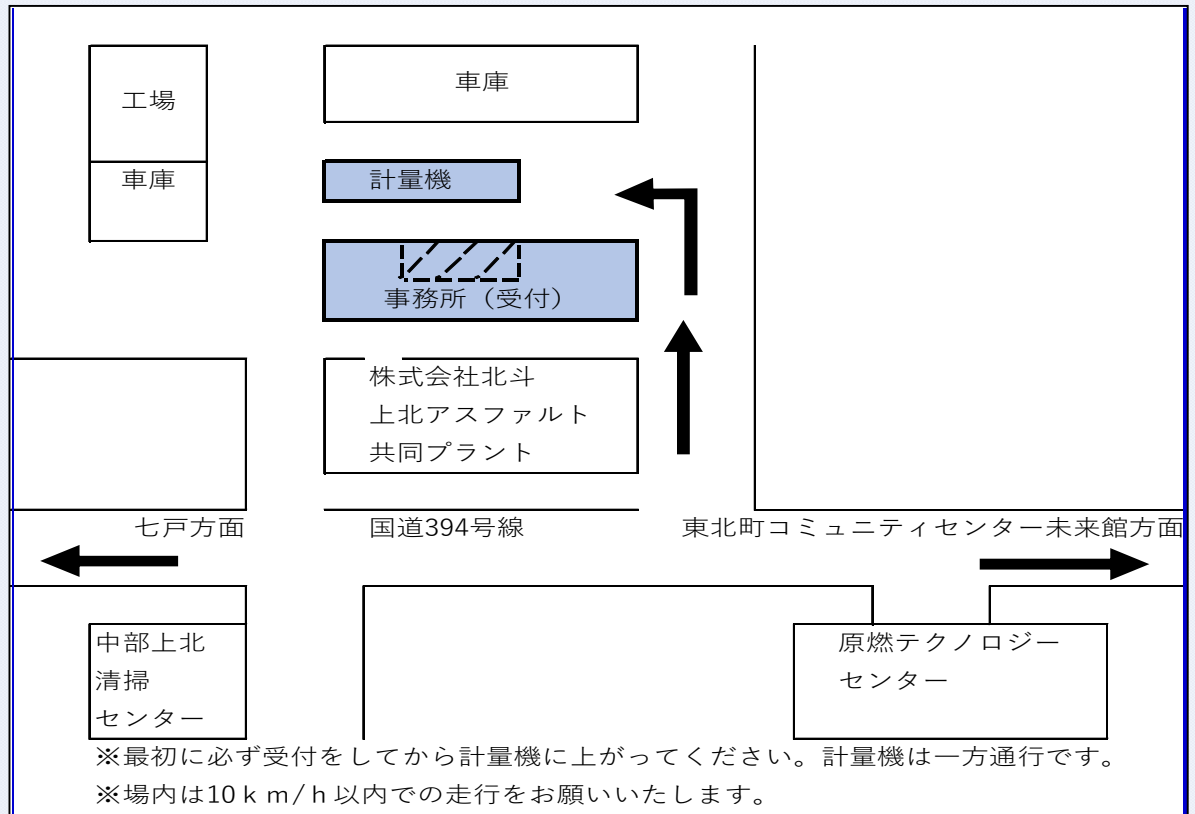 工場
車庫
車庫
計量機
事務所（受付）
株式会社北斗
上北アスファルト
共同プラント
七戸方面
国道394号線
東北町コミュニティセンター未来館方面
中部上北
清掃
センター
原燃テクノロジー
センター
※最初に必ず受付をしてから計量機に上がってください。計量機は一方通行です。
※場内は10ｋｍ/ｈ以内での走行をお願いいたします。